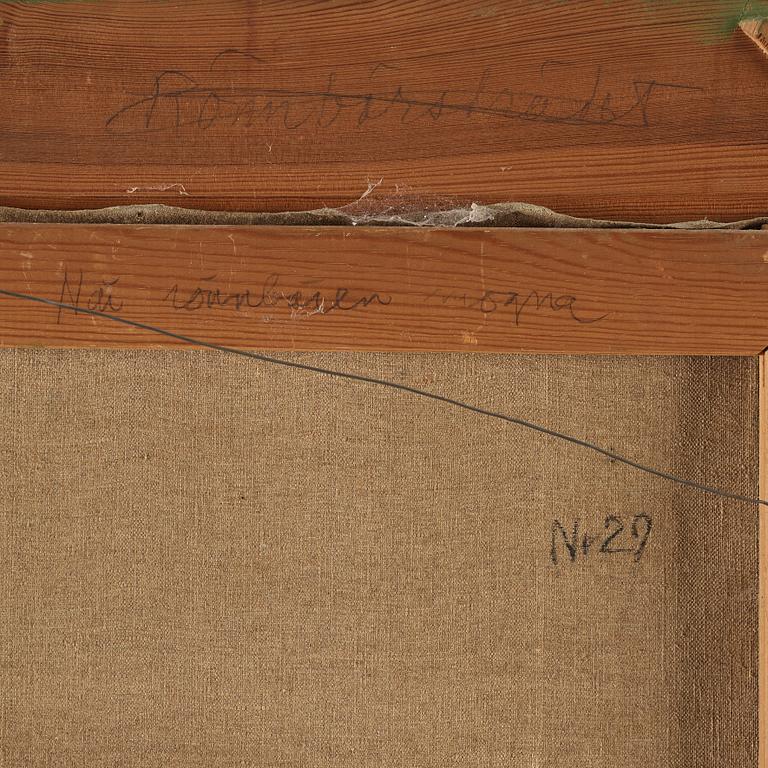 Rönnbärsträdet
När rönnbären mogna
Nr 29